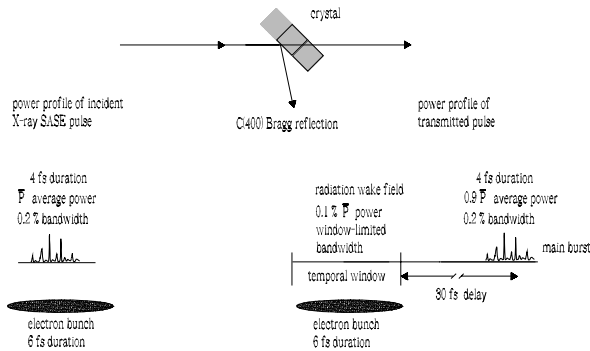 crystal
power profile of incident
X-ray SASE pulse
C(400) Bragg reflection
power profile of
transmitted pulse
4 fs duration
P̅ average power
0.2 % bandwidth
electron bunch
6 fs duration
radiation wake field
0.1 % P̅ power
window-limited
bandwidth
temporal window
electron bunch
6 fs duration
4 fs duration
0.9 P̅ average power
0.2 % bandwidth
main burst
30 fs delay